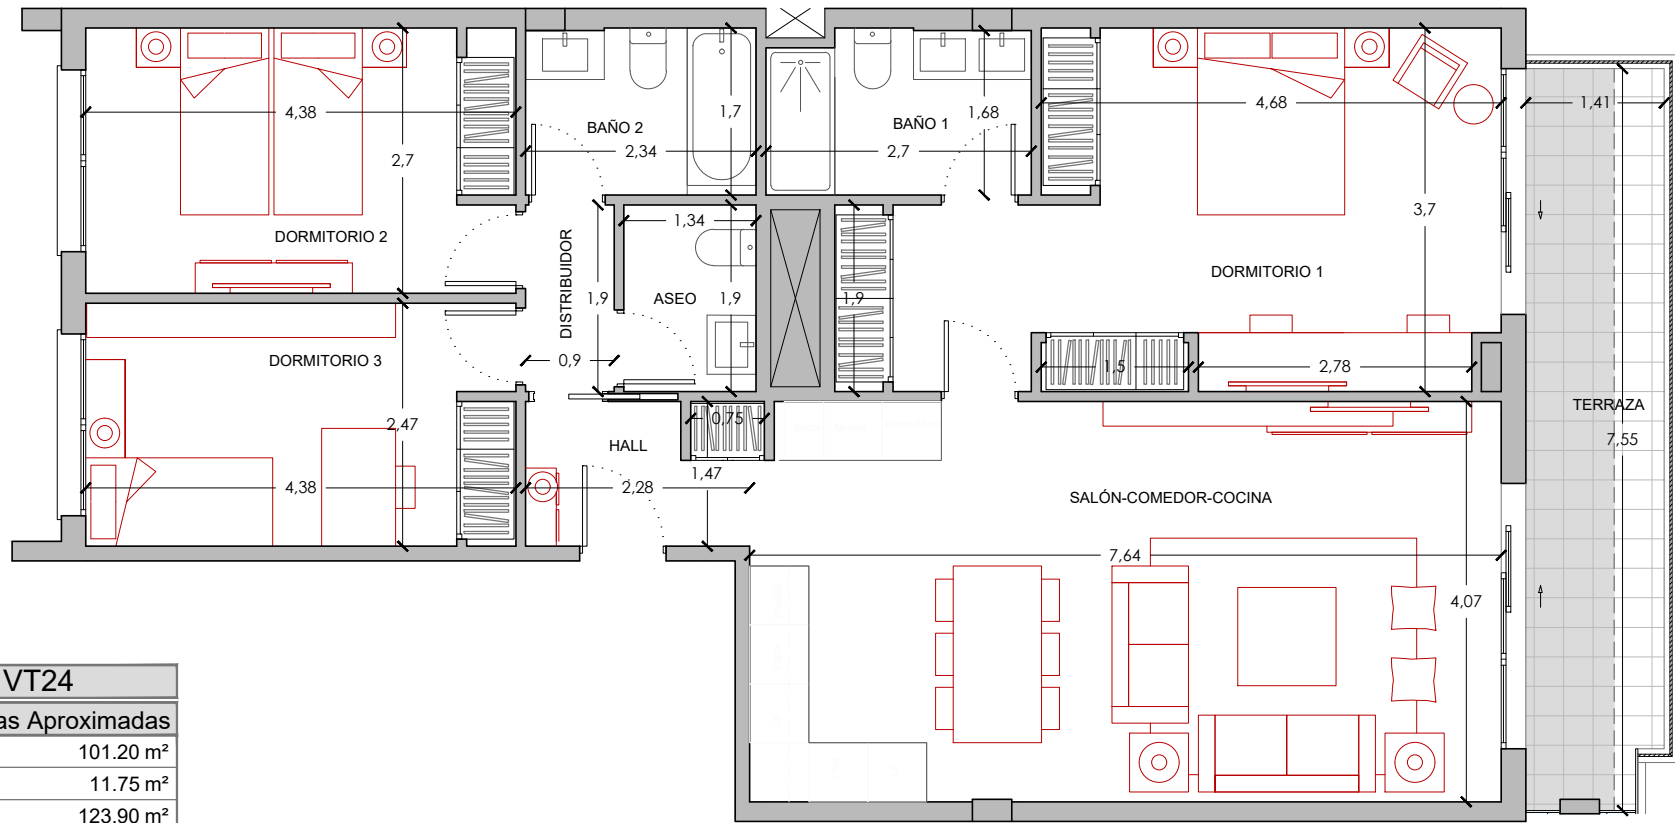 4,38
2,7
DORMITORIO 2
BAÑO 2
2,34
1,7
BAÑO 1
2,7
1,68
4,68
3,7
DORMITORIO 1
1,41
TERRAZA
7,55
DISTRIBUIDOR
1,9
0,9
1,34
ASEO
1,9
1,9
1,5
2,78
DORMITORIO 3
2,47
4,38
HALL
0,75
1,47
2,28
SALÓN-COMEDOR-COCINA
7,64
4,07
VT24
Aproximadas
101.20 m²
11.75 m²
123.90 m²